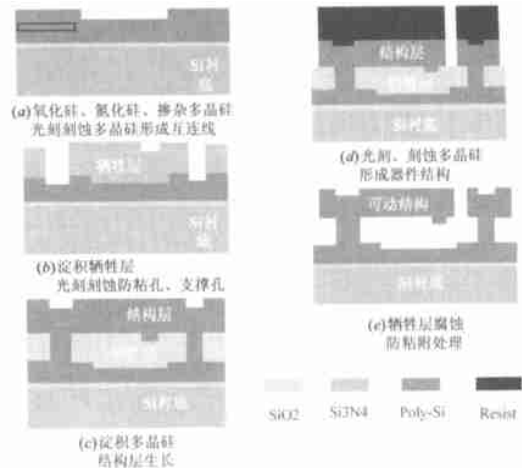 Si衬
底
(a)氧化硅、氮化硅、掺杂多晶硅
光刻刻蚀多晶硅形成互连线
牺牲层
Si衬
底
(b)淀积牺牲层
光刻刻蚀防粘孔、支撑孔
结构层
Si衬底
(c)淀积多晶硅
结构层生长
结构层
Si衬底
(d)光刻、刻蚀多晶硅
形成器件结构
可动结构
Si衬底
(e)牺牲层腐蚀
防粘附处理
SiO2 Si3N4 Poly-Si Resist